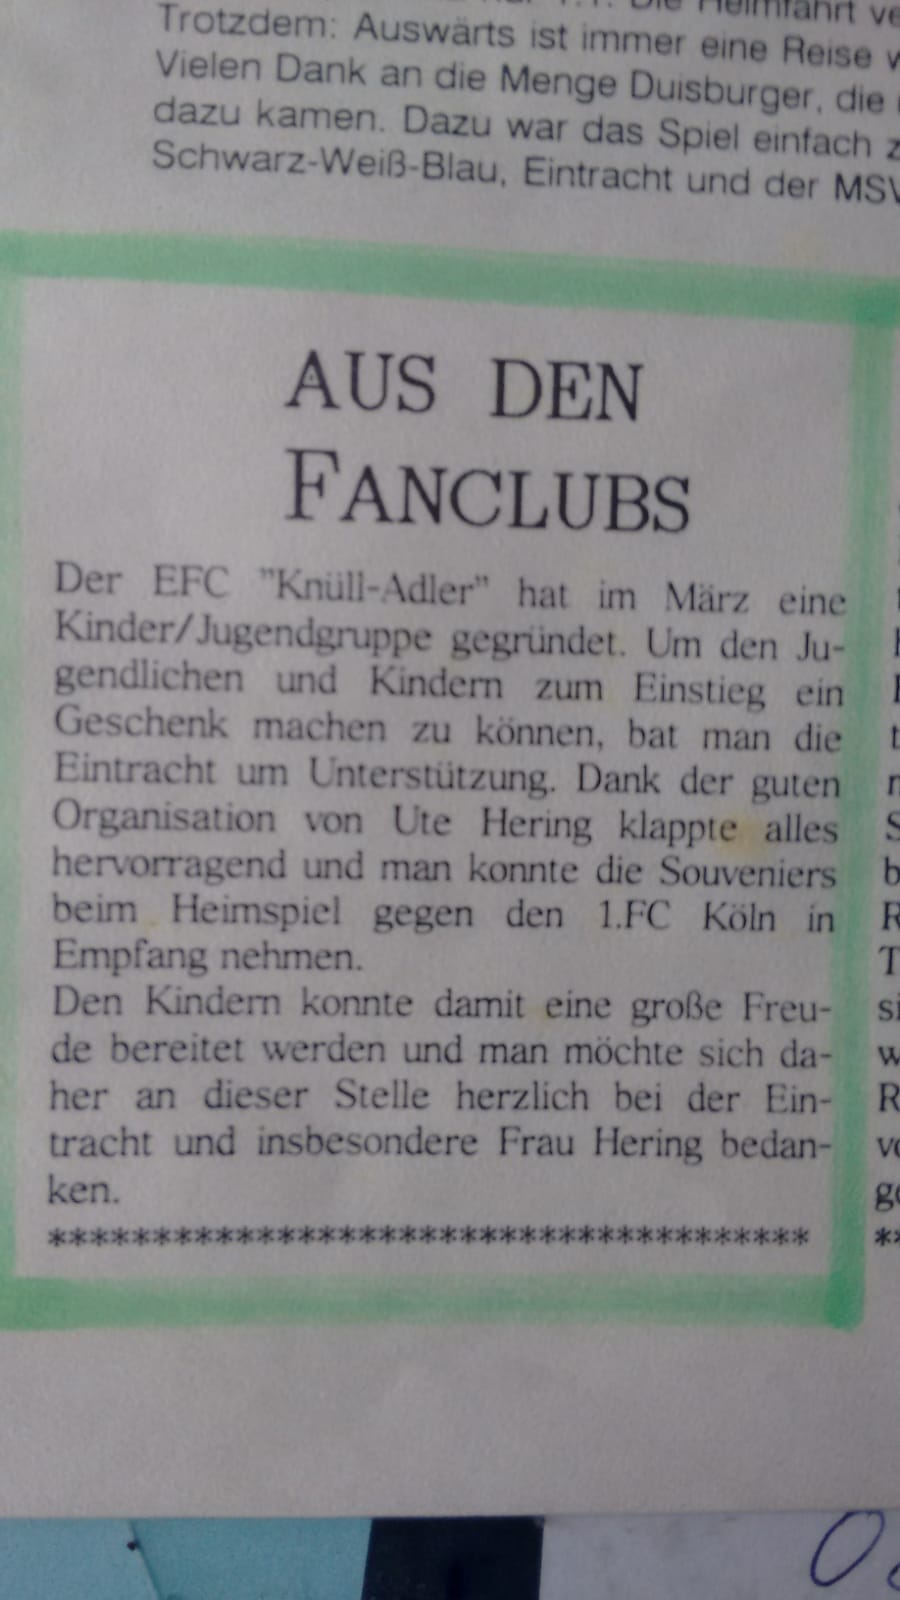 Die Heimfahrt
Trotzdem: Auswärts ist immer eine Reise
Vielen Dank an die Menge Duisburger, die
dazu kamen. Dazu war das Spiel einfach
Schwarz-Weiß-Blau, Eintracht und der MSV
AUS DEN
FANCLUBS
Der EFC "Knüll-Adler" hat im März eine
Kinder/Jugendgruppe gegründet. Um den Ju-
gendlichen und Kindern zum Einstieg ein
Geschenk machen zu können, bat man die
Eintracht um Unterstützung. Dank der guten
Organisation von Ute Hering klappte alles
hervorragend und man konnte die Souveniers
beim Heimspiel gegen den 1.FC Köln in
Empfang nehmen.
Den Kindern konnte damit eine große Freu-
de bereitet werden und man möchte sich da-
her an dieser Stelle herzlich bei der Ein-
tracht und insbesondere Frau Hering bedan-
ken.
**************************************